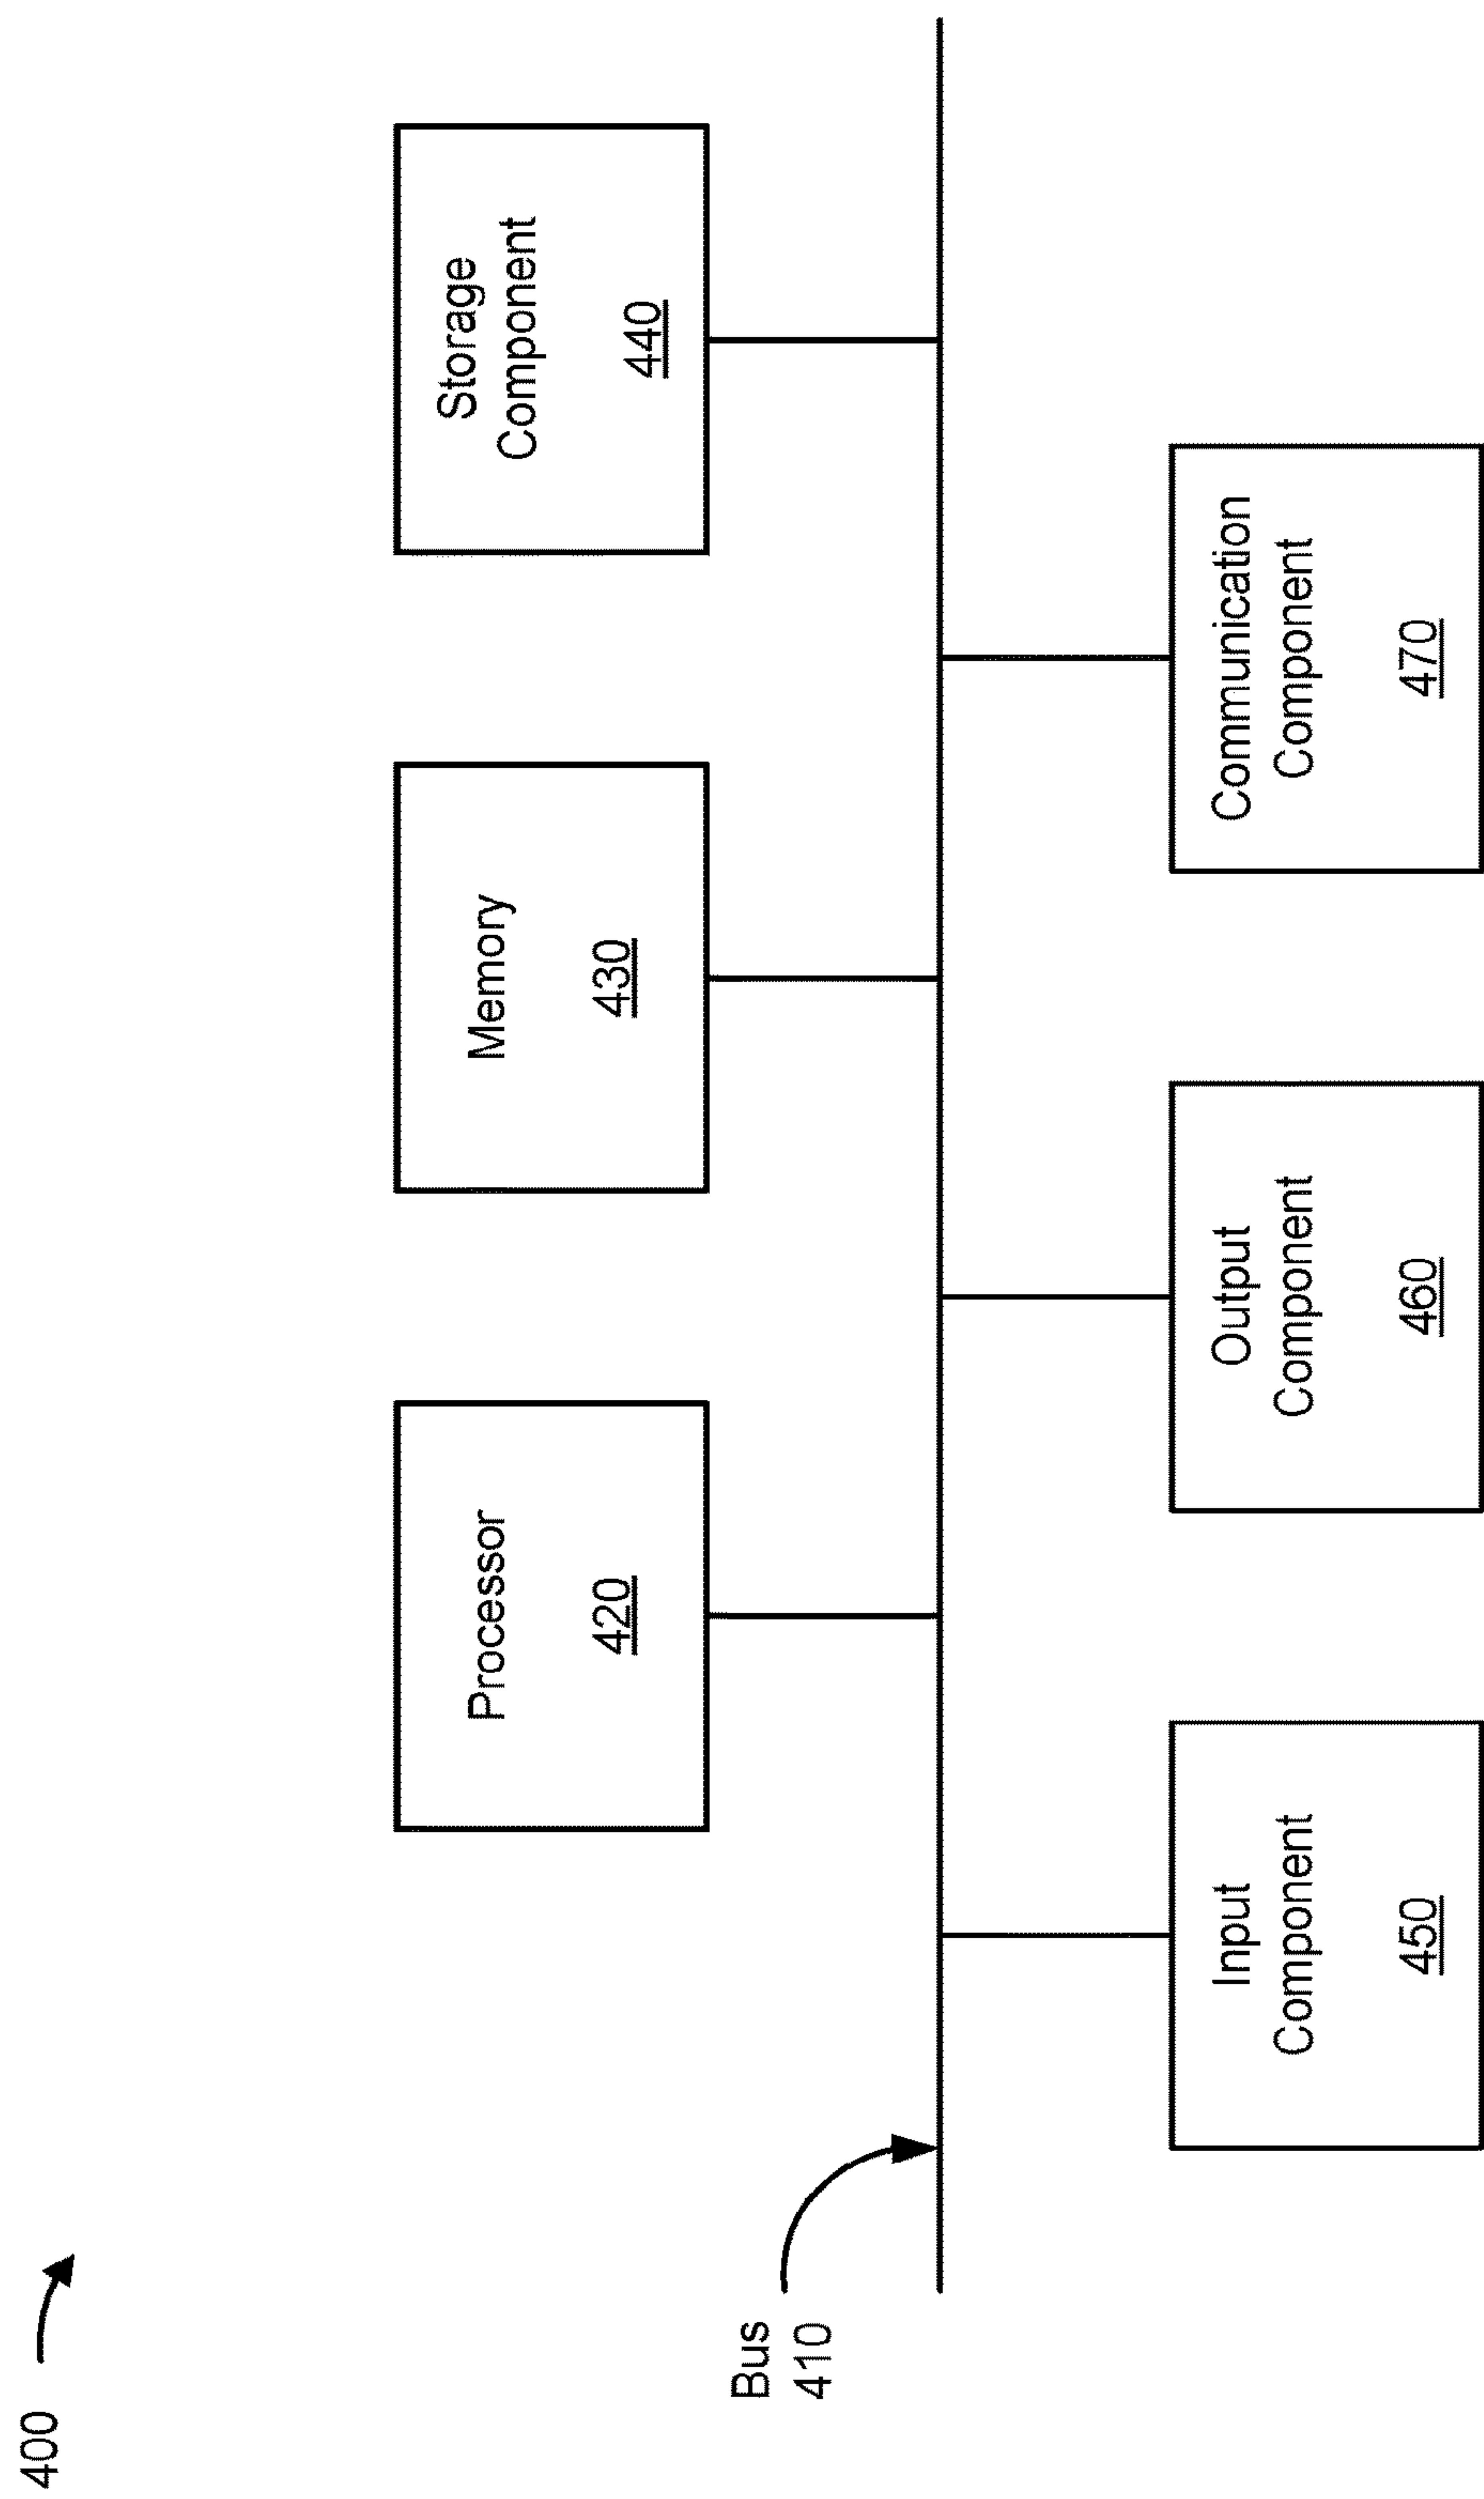 400
Processor
420
Memory
430
Storage
Component
440
Bus
410
Input
Component
450
Output
Component
460
Communication
Component
470